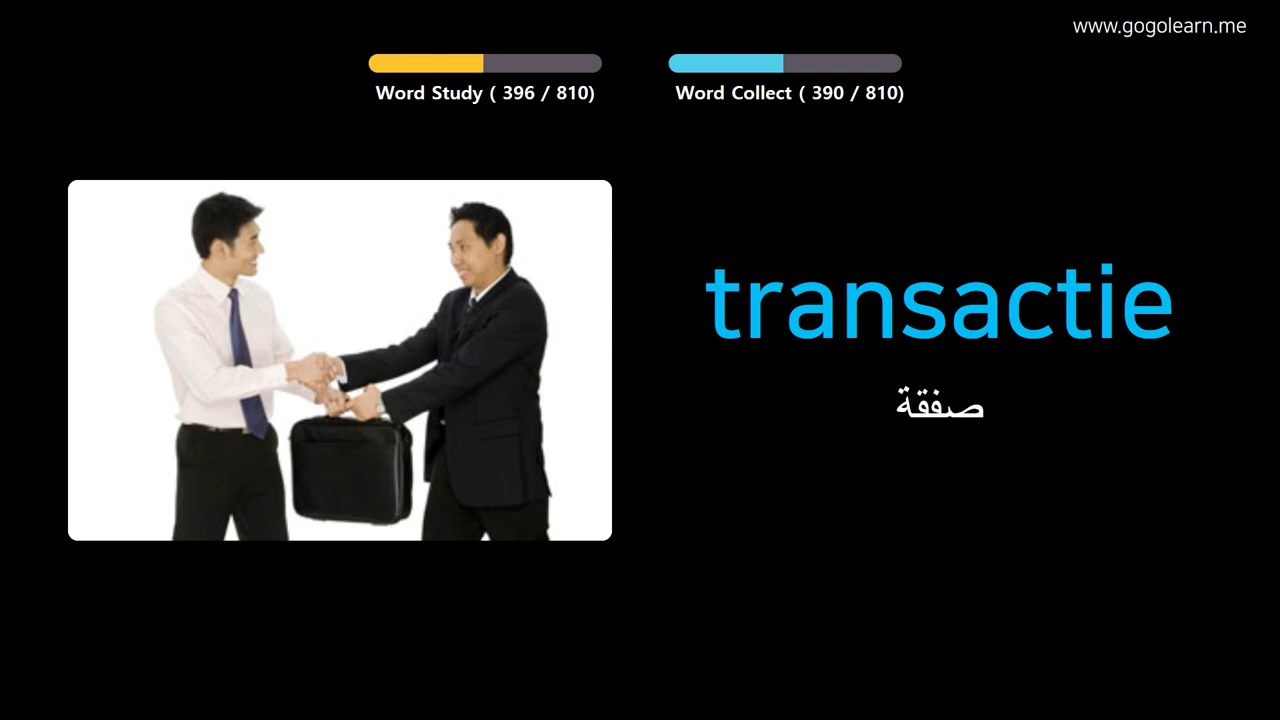 www.gogolearn.me
Word Study ( 396 / 810)
Word Collect ( 390 / 810)
transactie
صفقة